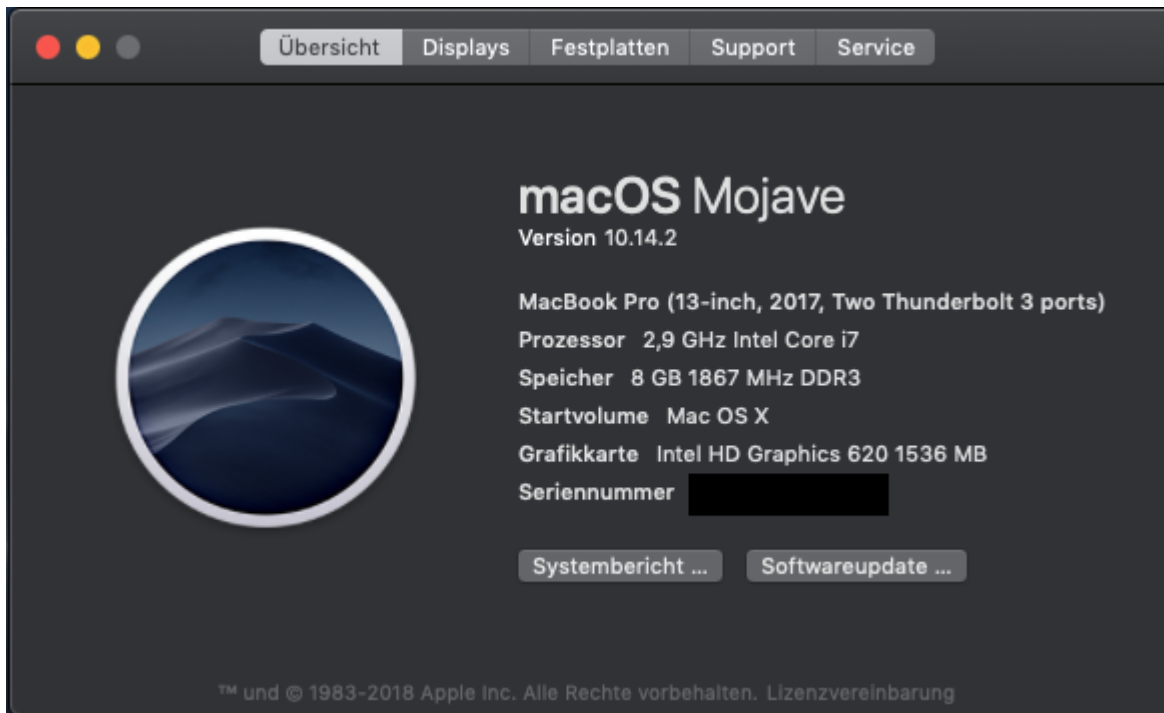 Übersicht Displays Festplatten Support Service
macOS Mojave
Version 10.14.2
MacBook Pro (13-inch, 2017, Two Thunderbolt 3 ports)
Prozessor 2,9 GHz Intel Core i7
Speicher 8 GB 1867 MHz DDR3
Startvolume Mac OS X
Grafikkarte Intel HD Graphics 620 1536 MB
Seriennummer
Systembericht ... Softwareupdate ...
™ und © 1983-2018 Apple Inc. Alle Rechte vorbehalten. Lizenzvereinbarung